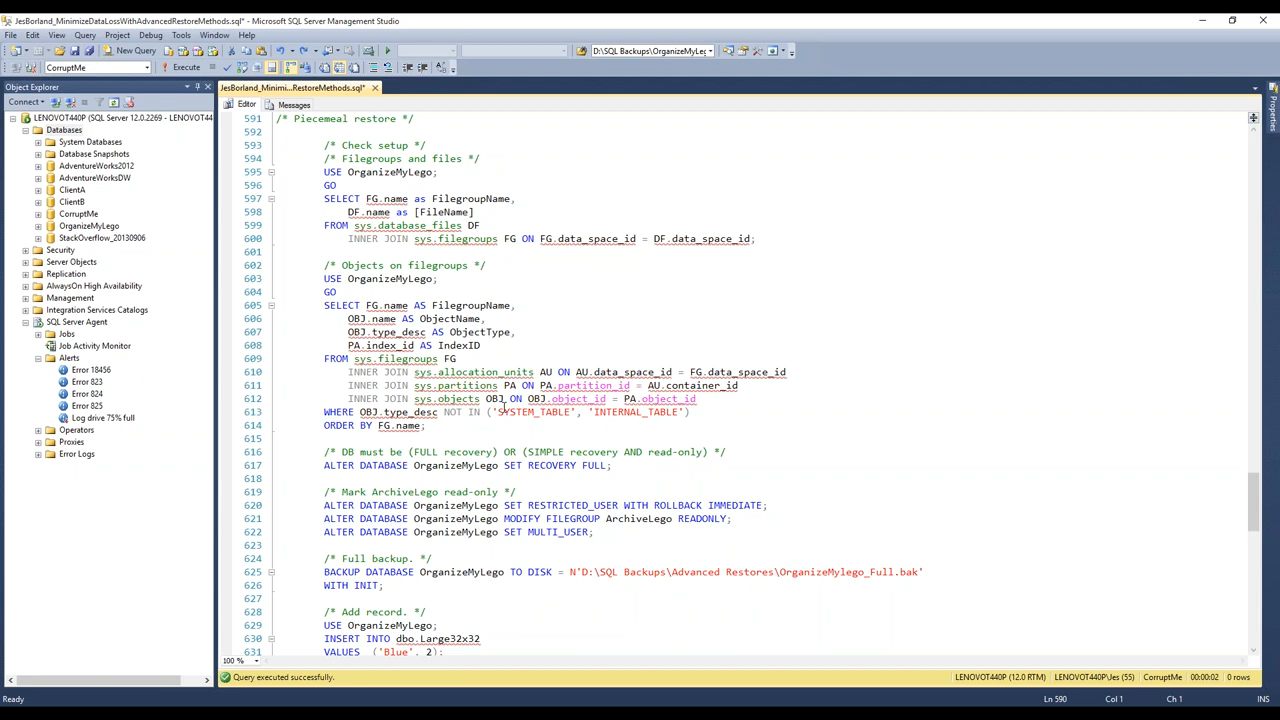 JesBorland_MinimizeDataLossWithAdvancedRestoreMethods.sql* - Microsoft SQL Server Management Studio
File Edit View Query Project Debug Tools Window Help
New Query D:\SQL Backups\OrganizeMyLeg
CorruptMe Execute
Object Explorer
JesBorland_Minimi...RestoreMethods.sql*
Properties
Connect
Editor Messages
LENOVOT440P (SQL Server 12.0.2269 - LENOVOT44
Databases
System Databases
Database Snapshots
AdventureWorks2012
AdventureWorksDW
ClientA
ClientB
CorruptMe
OrganizeMyLego
StackOverflow_20130906
Security
Server Objects
Replication
AlwaysOn High Availability
Management
Integration Services Catalogs
SQL Server Agent
Jobs
Job Activity Monitor
Alerts
Error 18456
Error 823
Error 824
Error 825
Log drive 75% full
Operators
Proxies
Error Logs
591 /* Piecemeal restore */
592
593 /* Check setup */
594 /* Filegroups and files */
595 USE OrganizeMyLego;
596 GO
597 SELECT FG.name as FilegroupName,
598 DF.name as [FileName]
599 FROM sys.database_files DF
600 INNER JOIN sys.filegroups FG ON FG.data_space_id = DF.data_space_id;
601
602 /* Objects on filegroups */
603 USE OrganizeMyLego;
604 GO
605 SELECT FG.name AS FilegroupName,
606 OBJ.name AS ObjectName,
607 OBJ.type_desc AS ObjectType,
608 PA.index_id AS IndexID
609 FROM sys.filegroups FG
610 INNER JOIN sys.allocation_units AU ON AU.data_space_id = FG.data_space_id
611 INNER JOIN sys.partitions PA ON PA.partition_id = AU.container_id
612 INNER JOIN sys.objects OBJ ON OBJ.object_id = PA.object_id
613 WHERE OBJ.type_desc NOT IN ('SYSTEM_TABLE', 'INTERNAL_TABLE')
614 ORDER BY FG.name;
615
616 /* DB must be (FULL recovery) OR (SIMPLE recovery AND read-only) */
617 ALTER DATABASE OrganizeMyLego SET RECOVERY FULL;
618
619 /* Mark ArchiveLego read-only */
620 ALTER DATABASE OrganizeMyLego SET RESTRICTED_USER WITH ROLLBACK IMMEDIATE;
621 ALTER DATABASE OrganizeMyLego MODIFY FILEGROUP ArchiveLego READONLY;
622 ALTER DATABASE OrganizeMyLego SET MULTI_USER;
623
624 /* Full backup. */
625 BACKUP DATABASE OrganizeMyLego TO DISK = N'D:\SQL Backups\Advanced Restores\OrganizeMylego_Full.bak'
626 WITH INIT;
627
628 /* Add record. */
629 USE OrganizeMyLego;
630 INSERT INTO dbo.Large32x32
631 VALUES ('Blue', 2);
100 %
Query executed successfully. LENOVOT440P (12.0 RTM) LENOVOT440P\Jes (55) CorruptMe 00:00:02 0 rows
Ready Ln 590 Col 1 Ch 1 INS